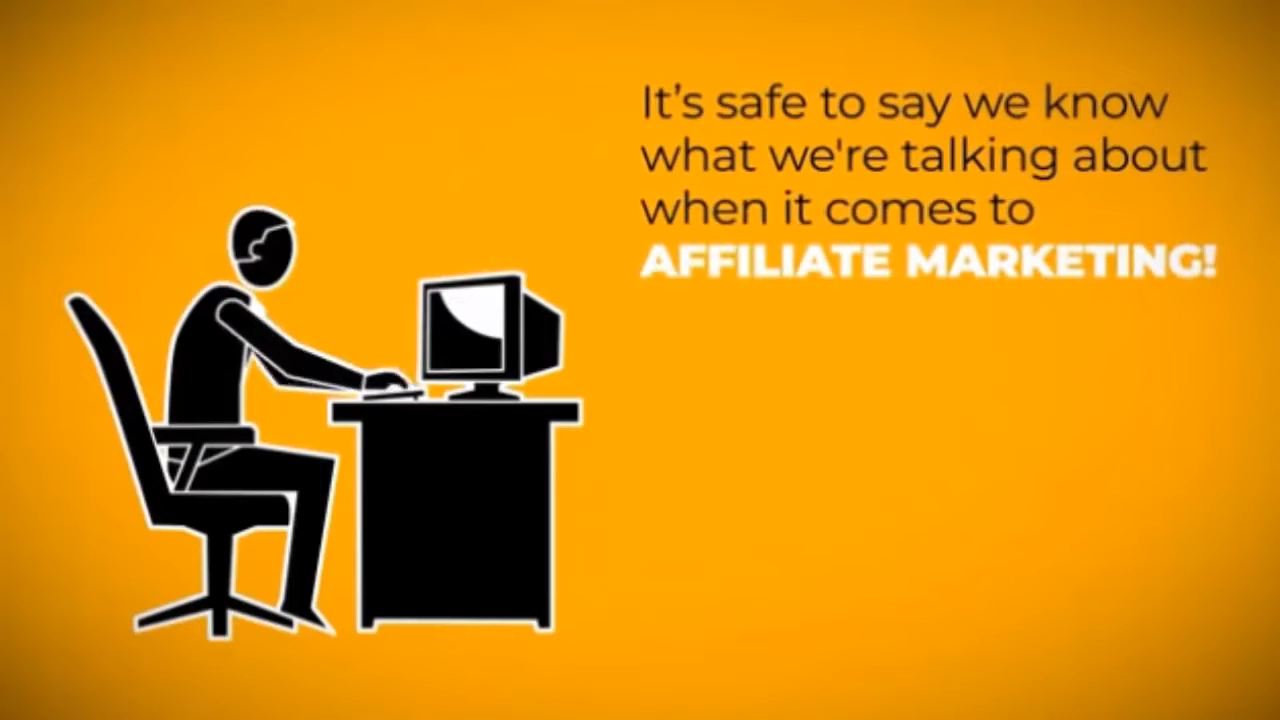 It’s safe to say we know
what we're talking about
when it comes to
AFFILIATE MARKETING!